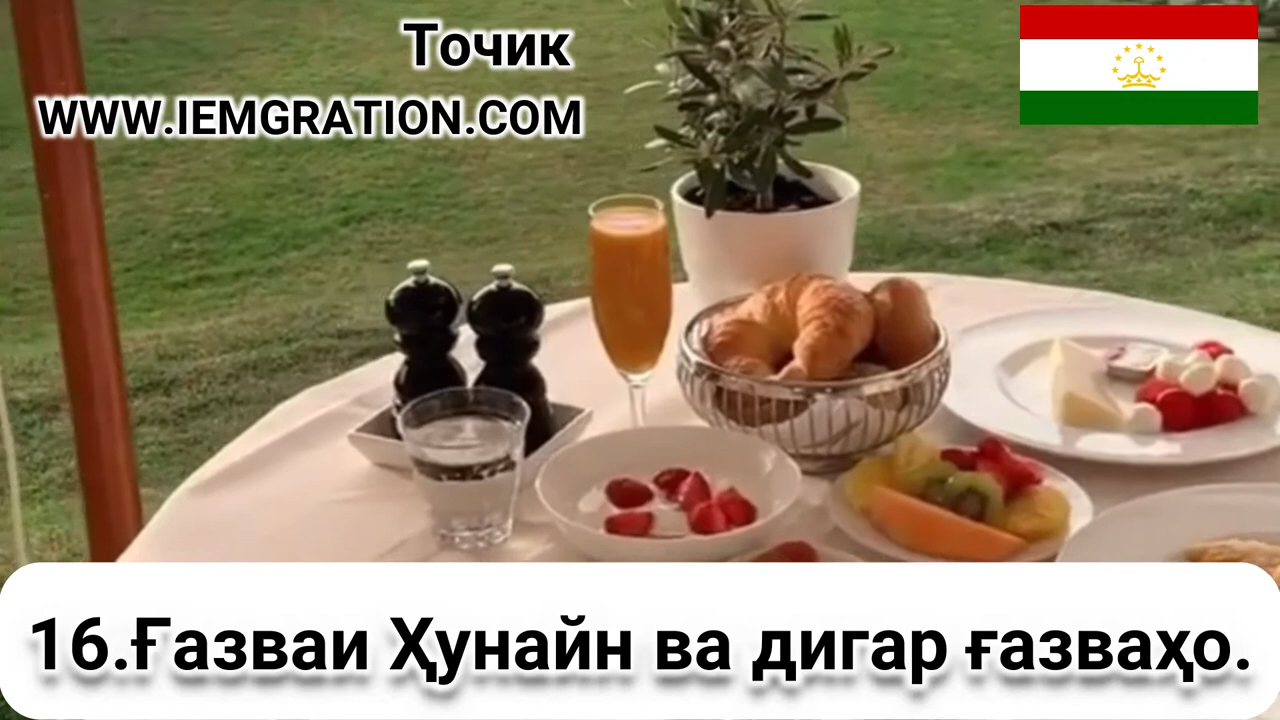 Точик
WWW.IEMGRATION.COM
16.Ғазваи Ҳунайн ва дигар ғазваҳо.